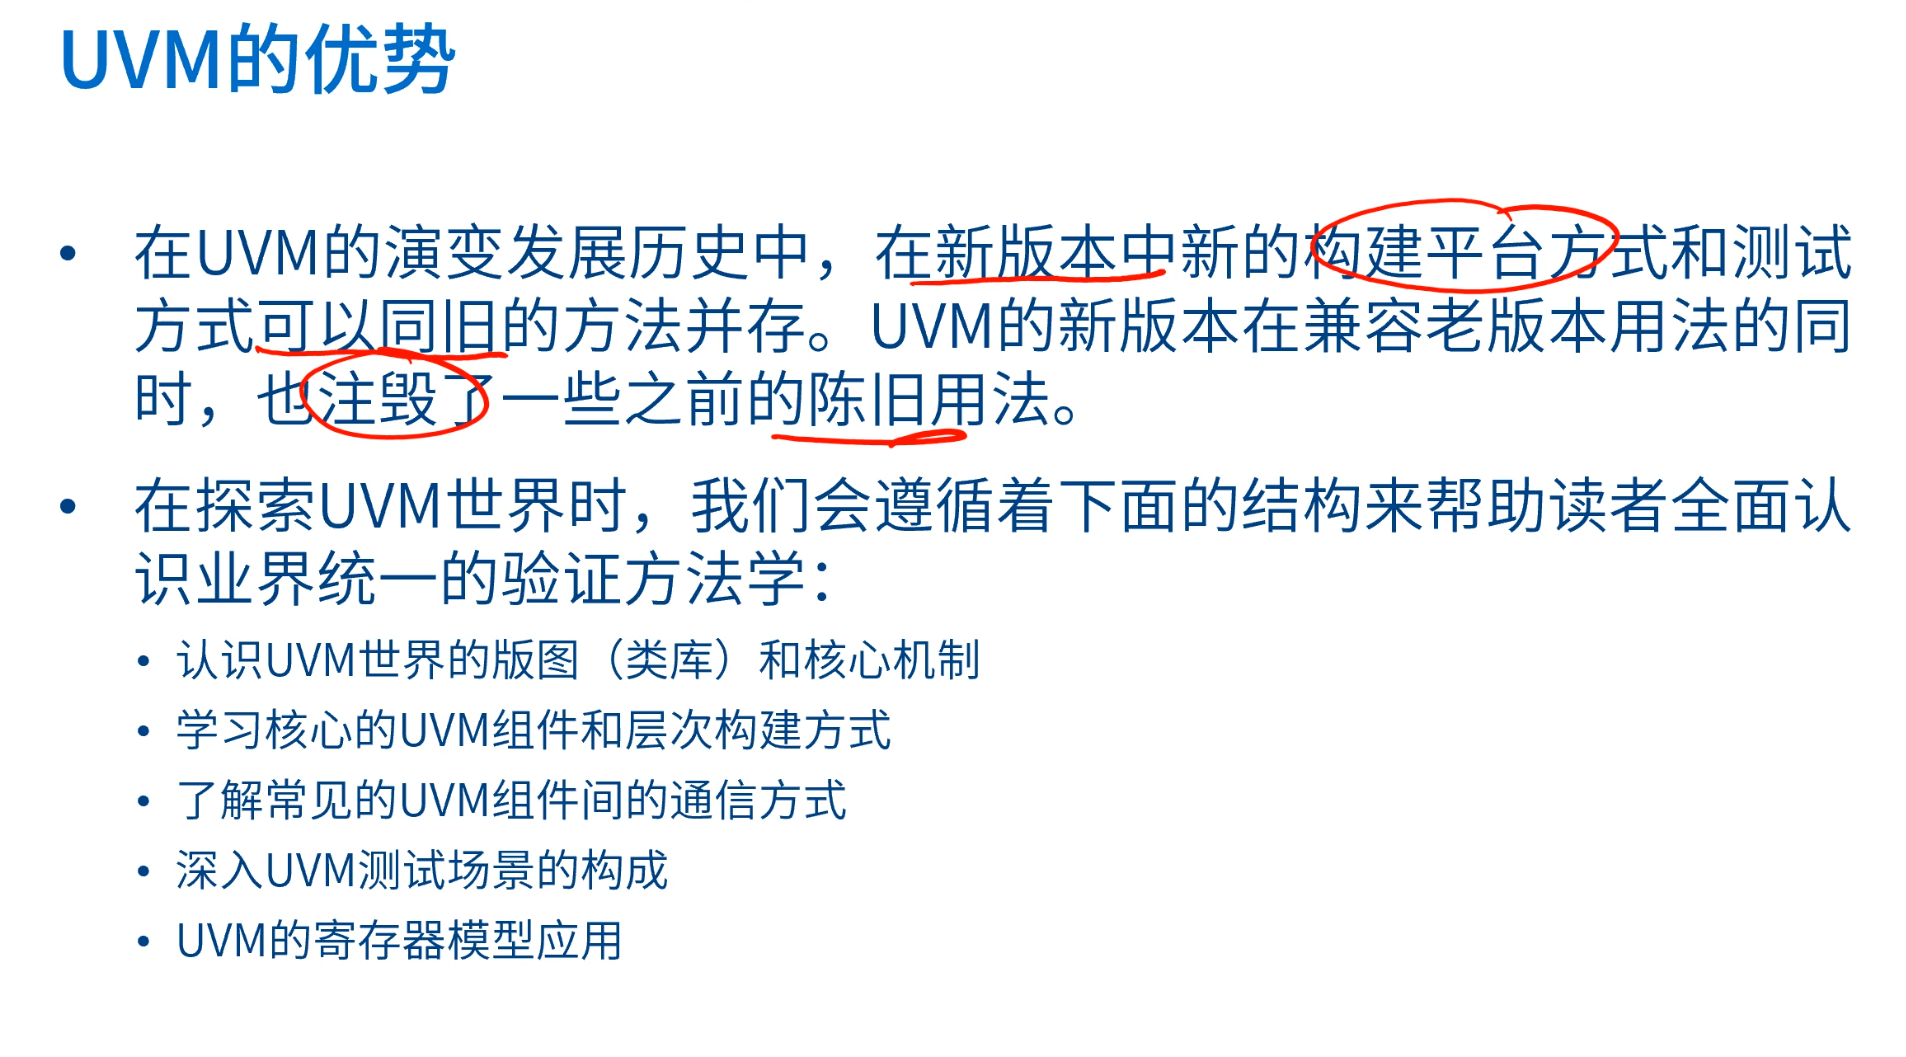 UVM的优势
• 在UVM的演变发展历史中，在新版本中新的构建平台方式和测试
方式可以同旧的方法并存。UVM的新版本在兼容老版本用法的同
时，也注毁了一些之前的陈旧用法。
• 在探索UVM世界时，我们会遵循着下面的结构来帮助读者全面认
识业界统一的验证方法学：
• 认识UVM世界的版图（类库）和核心机制
• 学习核心的UVM组件和层次构建方式
• 了解常见的UVM组件间的通信方式
• 深入UVM测试场景的构成
• UVM的寄存器模型应用